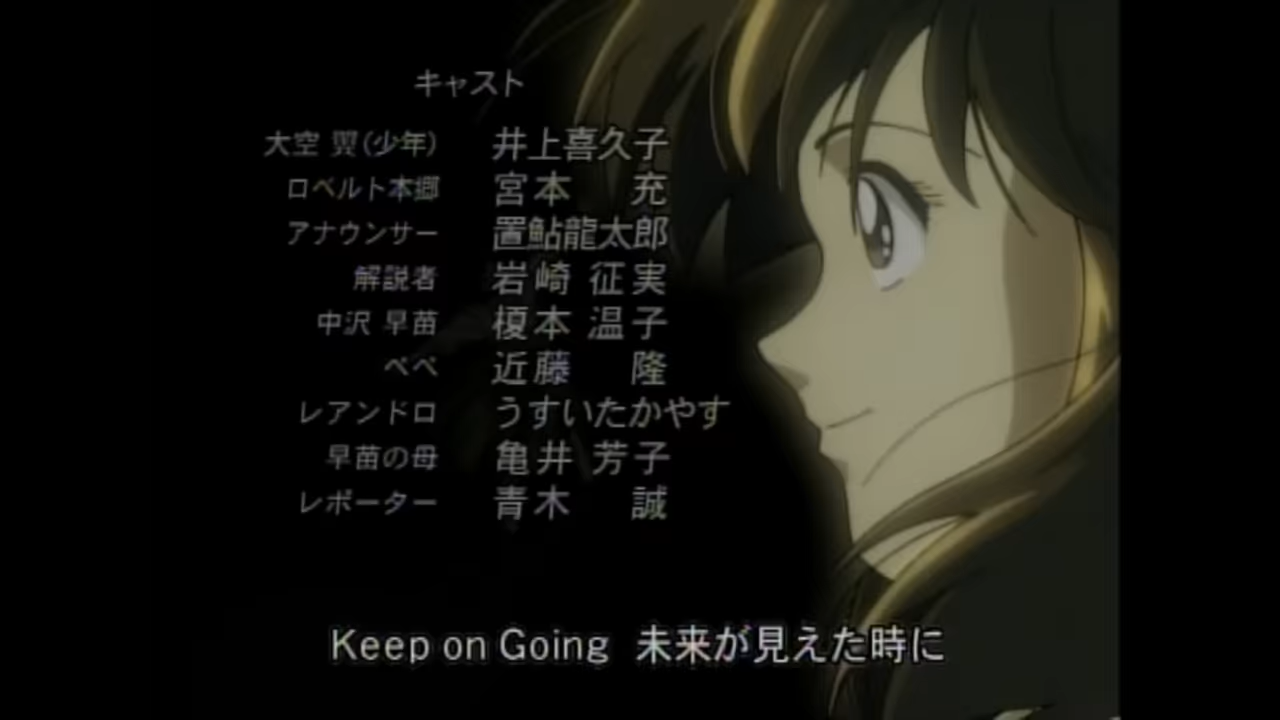 キャスト
大空 翼(少年) 井上喜久子
ロベルト本郷 宮本 充
アナウンサー 置鮎龍太郎
解説者 岩崎 征実
中沢 早苗 榎本 温子
ペペ 近藤 隆
レアンドロ うすいたかやす
早苗の母 亀井 芳子
レポーター 青木 誠
Keep on Going 未来が見えた時に